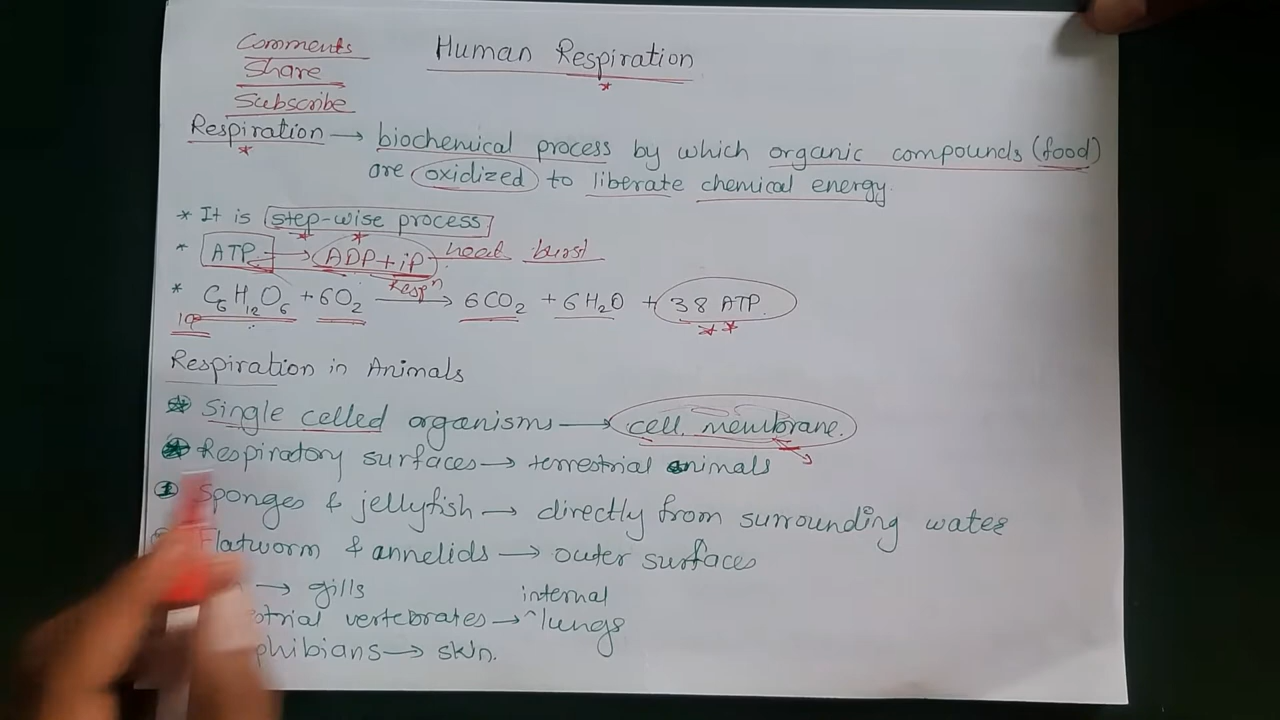 Comments
Share
Subscribe
Human Respiration
*
Respiration → biochemical process by which organic compounds (food)
*
are oxidized to liberate chemical energy.
* It is step-wise process
* ATP → ADP + iP heat burst
* C6H12O6 + 6O2 →respⁿ 6CO2 + 6H2O + 38 ATP.
Respiration in Animals
Single celled organisms → cell membrane.
Respiratory surfaces → terrestrial animals
① Sponges & jellyfish → directly from surrounding water
Flatworm & annelids → outer surfaces
→ gills
strial vertebrates → ^internal lungs
phibians → skin.